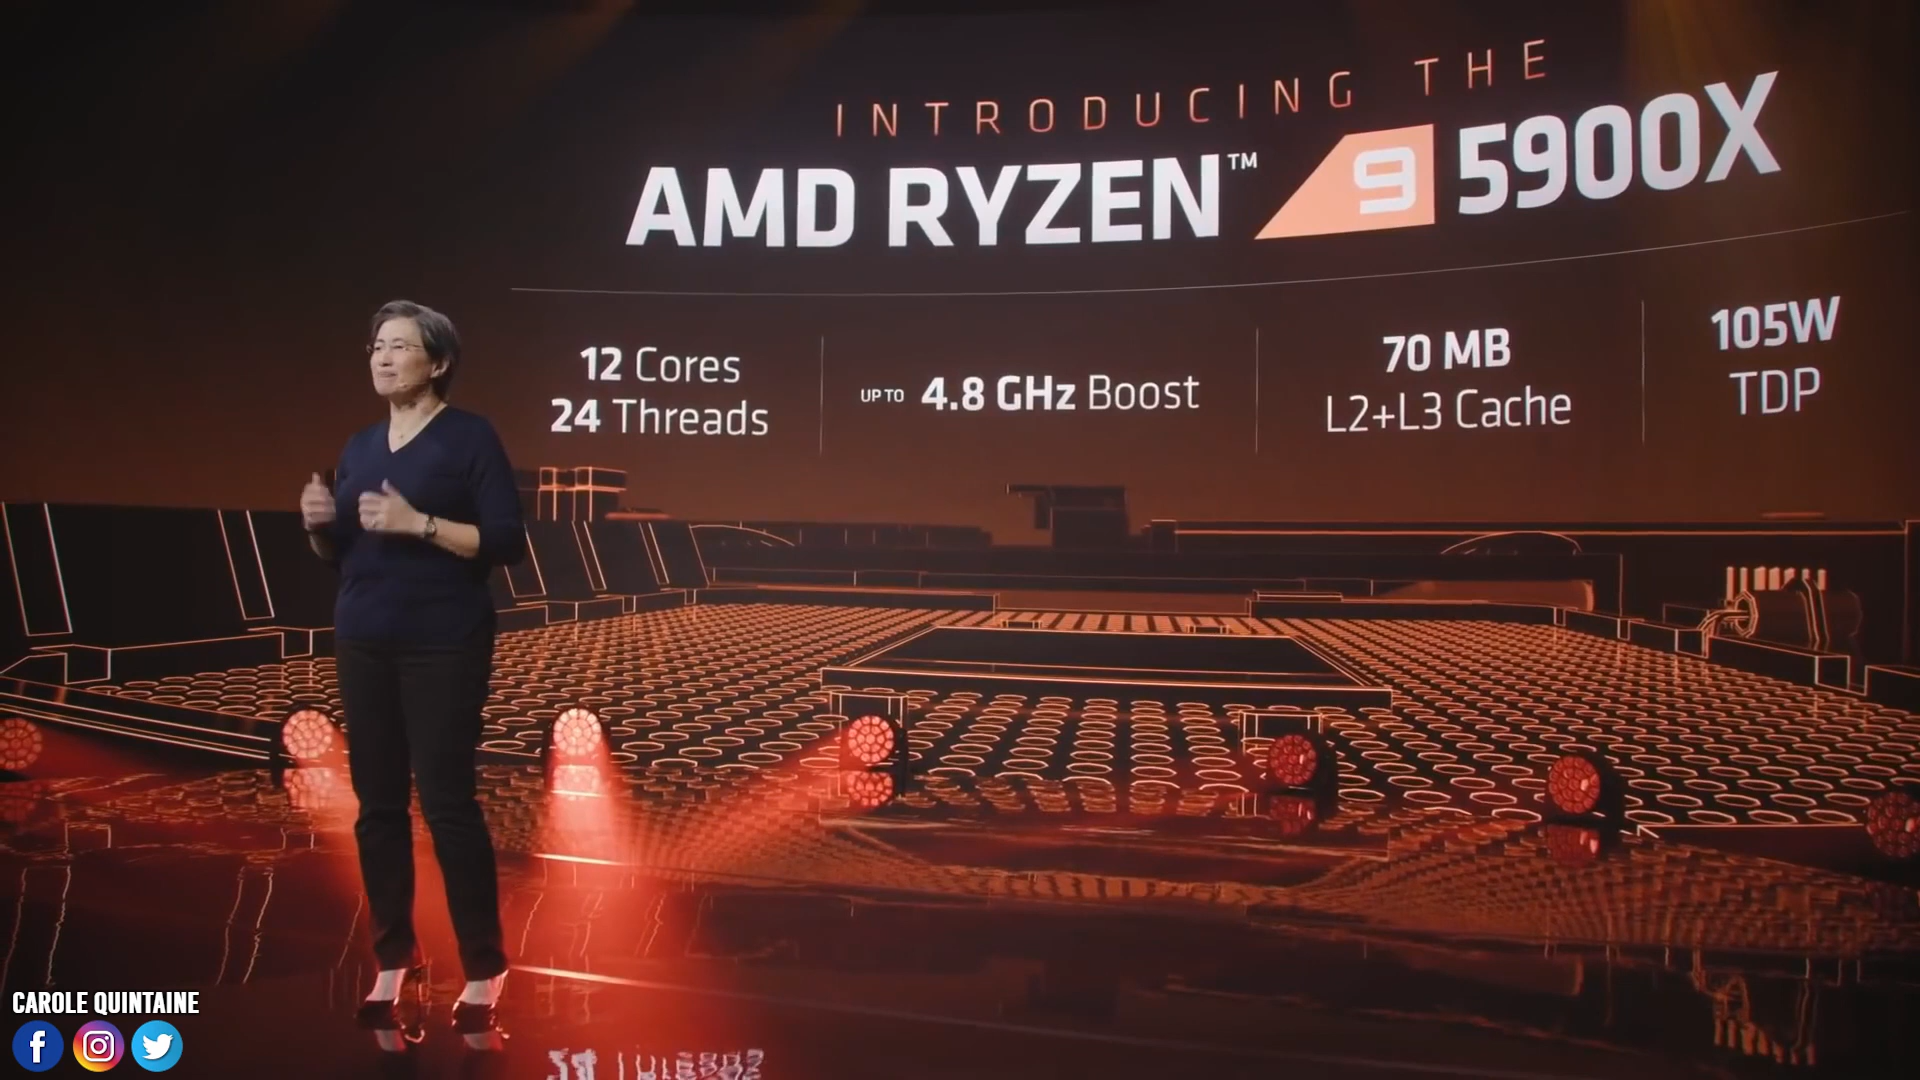 INTRODUCING THE
AMD RYZEN™ 9 5900X
12 Cores
24 Threads
UP TO 4.8 GHz Boost
70 MB
L2+L3 Cache
105W
TDP
CAROLE QUINTAINE